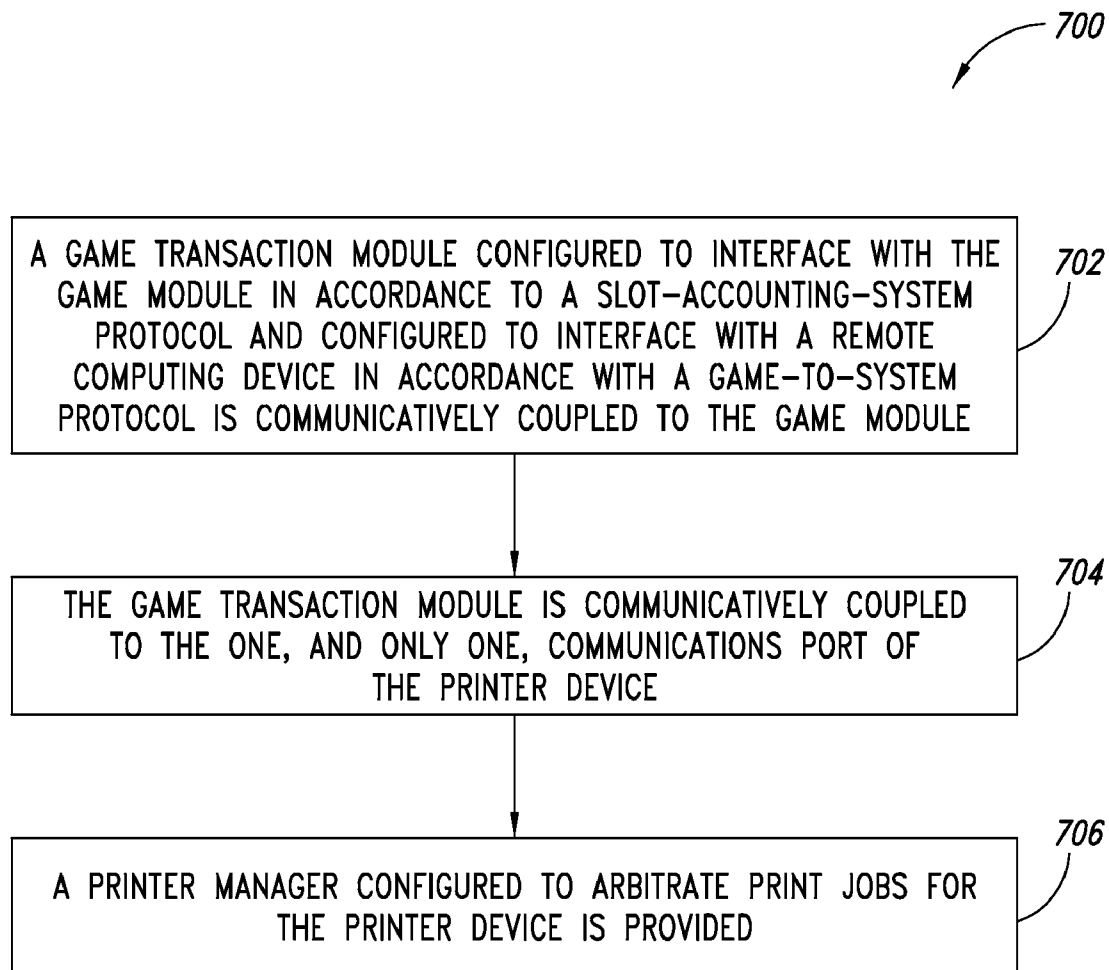 700
A GAME TRANSACTION MODULE CONFIGURED TO INTERFACE WITH THE
GAME MODULE IN ACCORDANCE TO A SLOT-ACCOUNTING-SYSTEM
PROTOCOL AND CONFIGURED TO INTERFACE WITH A REMOTE
COMPUTING DEVICE IN ACCORDANCE WITH A GAME-TO-SYSTEM
PROTOCOL IS COMMUNICATIVELY COUPLED TO THE GAME MODULE
702
THE GAME TRANSACTION MODULE IS COMMUNICATIVELY COUPLED
TO THE ONE, AND ONLY ONE, COMMUNICATIONS PORT OF
THE PRINTER DEVICE
704
A PRINTER MANAGER CONFIGURED TO ARBITRATE PRINT JOBS FOR
THE PRINTER DEVICE IS PROVIDED
706